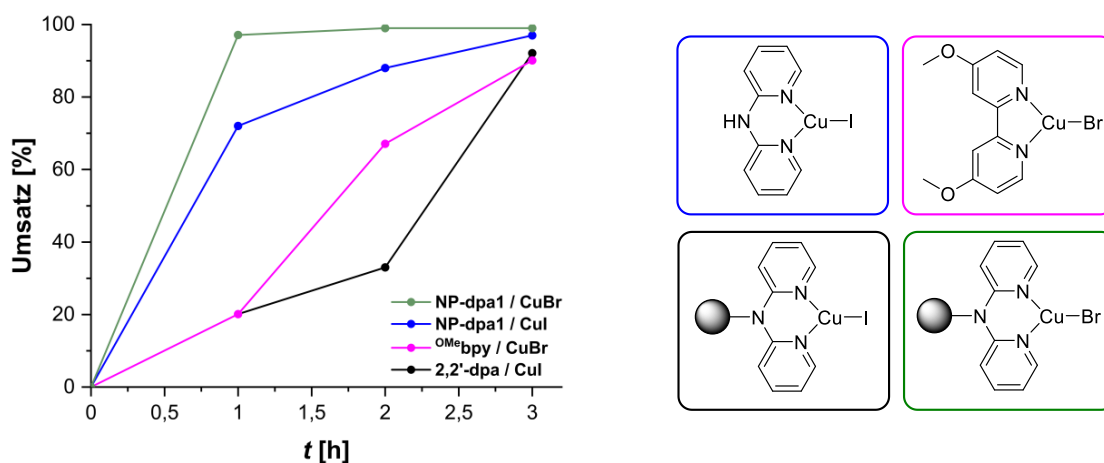 100
80
60
40
20
0
Umsatz [%]
0
0,5
1
1,5
2
2,5
3
t [h]
NP-dpa1 / CuBr
NP-dpa1 / CuI
OMebpy / CuBr
2,2'-dpa / CuI
N
HN
Cu
I
N
O
N
Cu
Br
N
O
N
N
Cu
I
N
N
N
Cu
Br
N